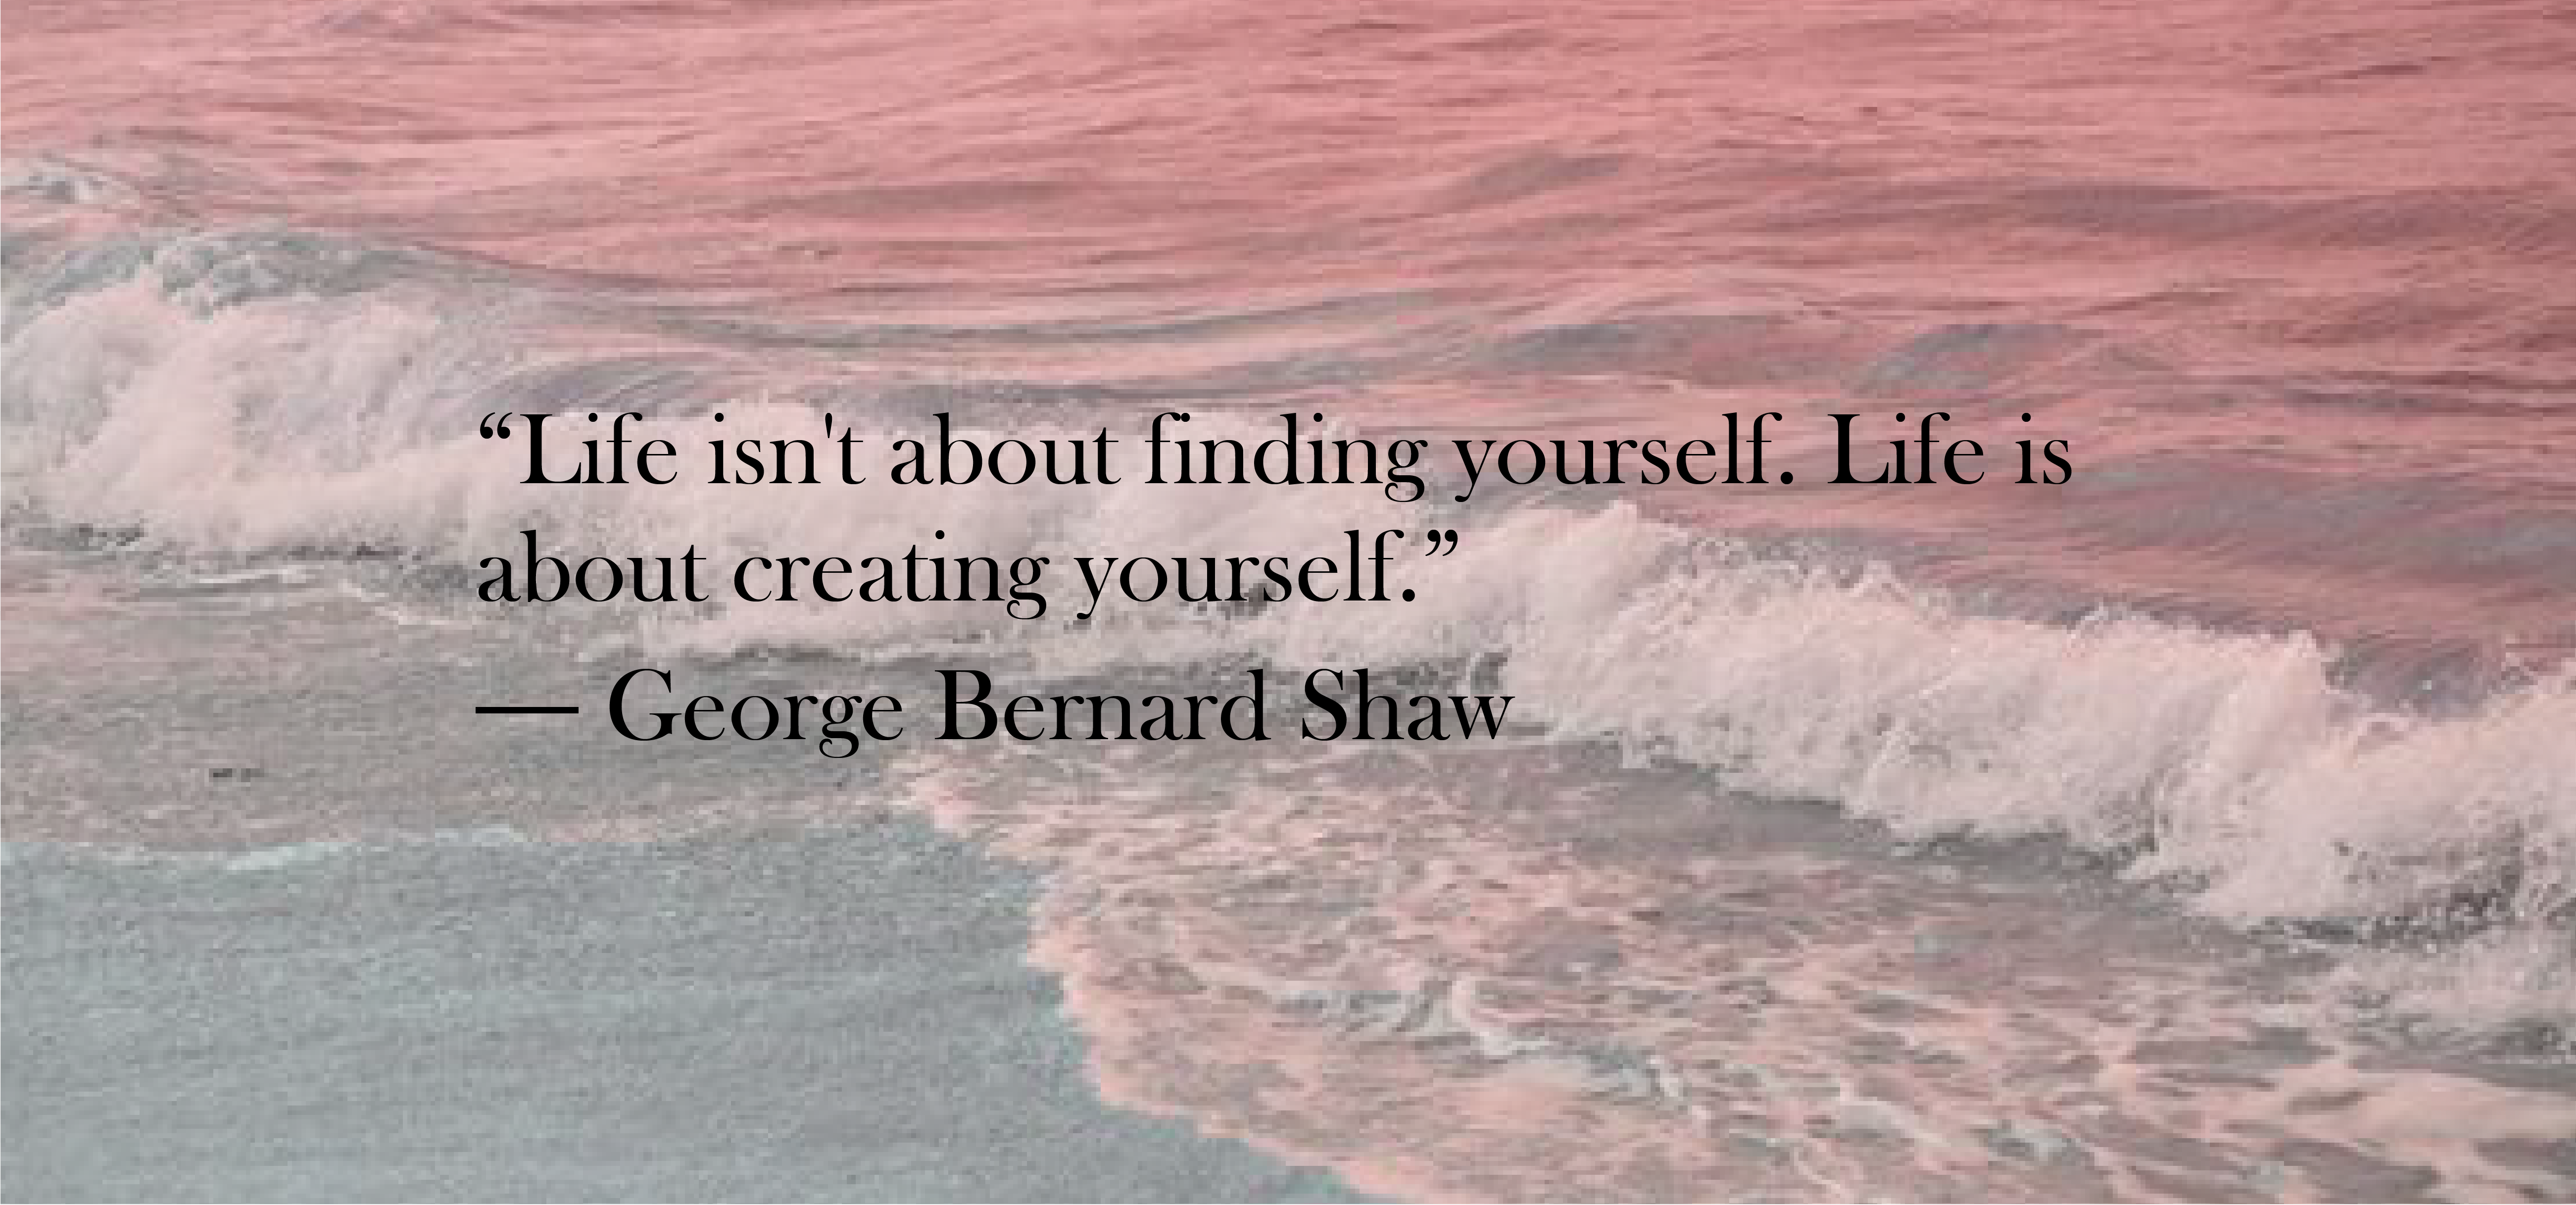 “Life isn't about finding yourself. Life is
about creating yourself.”
— George Bernard Shaw